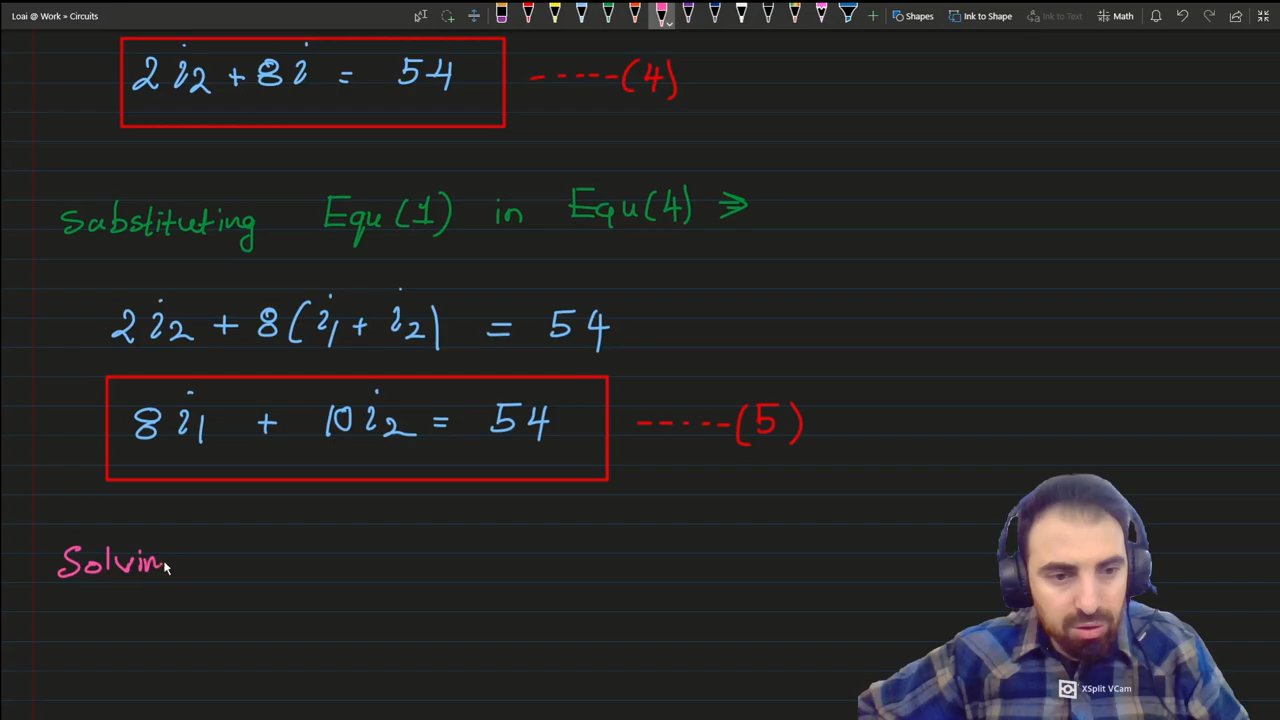 Loai @ Work » Circuits
Shapes Ink to Shape Ink to Text Math
2i2 + 8i = 54 -----(4)
Sabstituting Equ(1) in Equ(4) ⇒
2i2 + 8(i1 + i2) = 54
8i1 + 10i2 = 54 -----(5)
Solvin
XSplit VCam